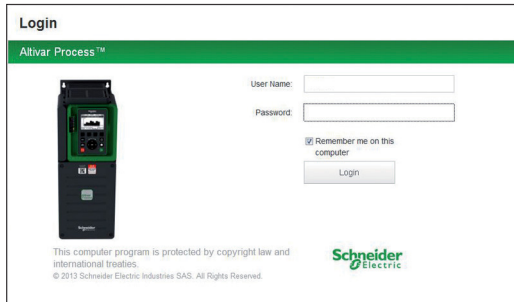 Login
Altivar Process™
User Name:
Password:
Remember me on this
computer
Login
This computer program is protected by copyright law and
international treaties.
© 2013 Schneider Electric Industries SAS. All Rights Reserved.
Schneider
Electric